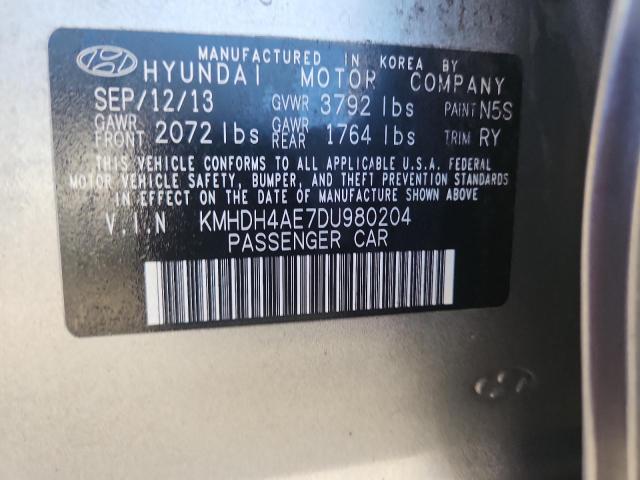 MANUFACTURED IN KOREA BY
HYUNDAI MOTOR COMPANY
SEP/12/13 GVWR 3792 lbs PAINT N5S
GAWR FRONT 2072 lbs GAWR REAR 1764 lbs TRIM RY
THIS VEHICLE CONFORMS TO ALL APPLICABLE U.S.A. FEDERAL
MOTOR VEHICLE SAFETY, BUMPER, AND THEFT PREVENTION STANDARDS
IN EFFECT ON THE DATE OF MANUFACTURE SHOWN ABOVE
V.I.N KMHDH4AE7DU980204
PASSENGER CAR